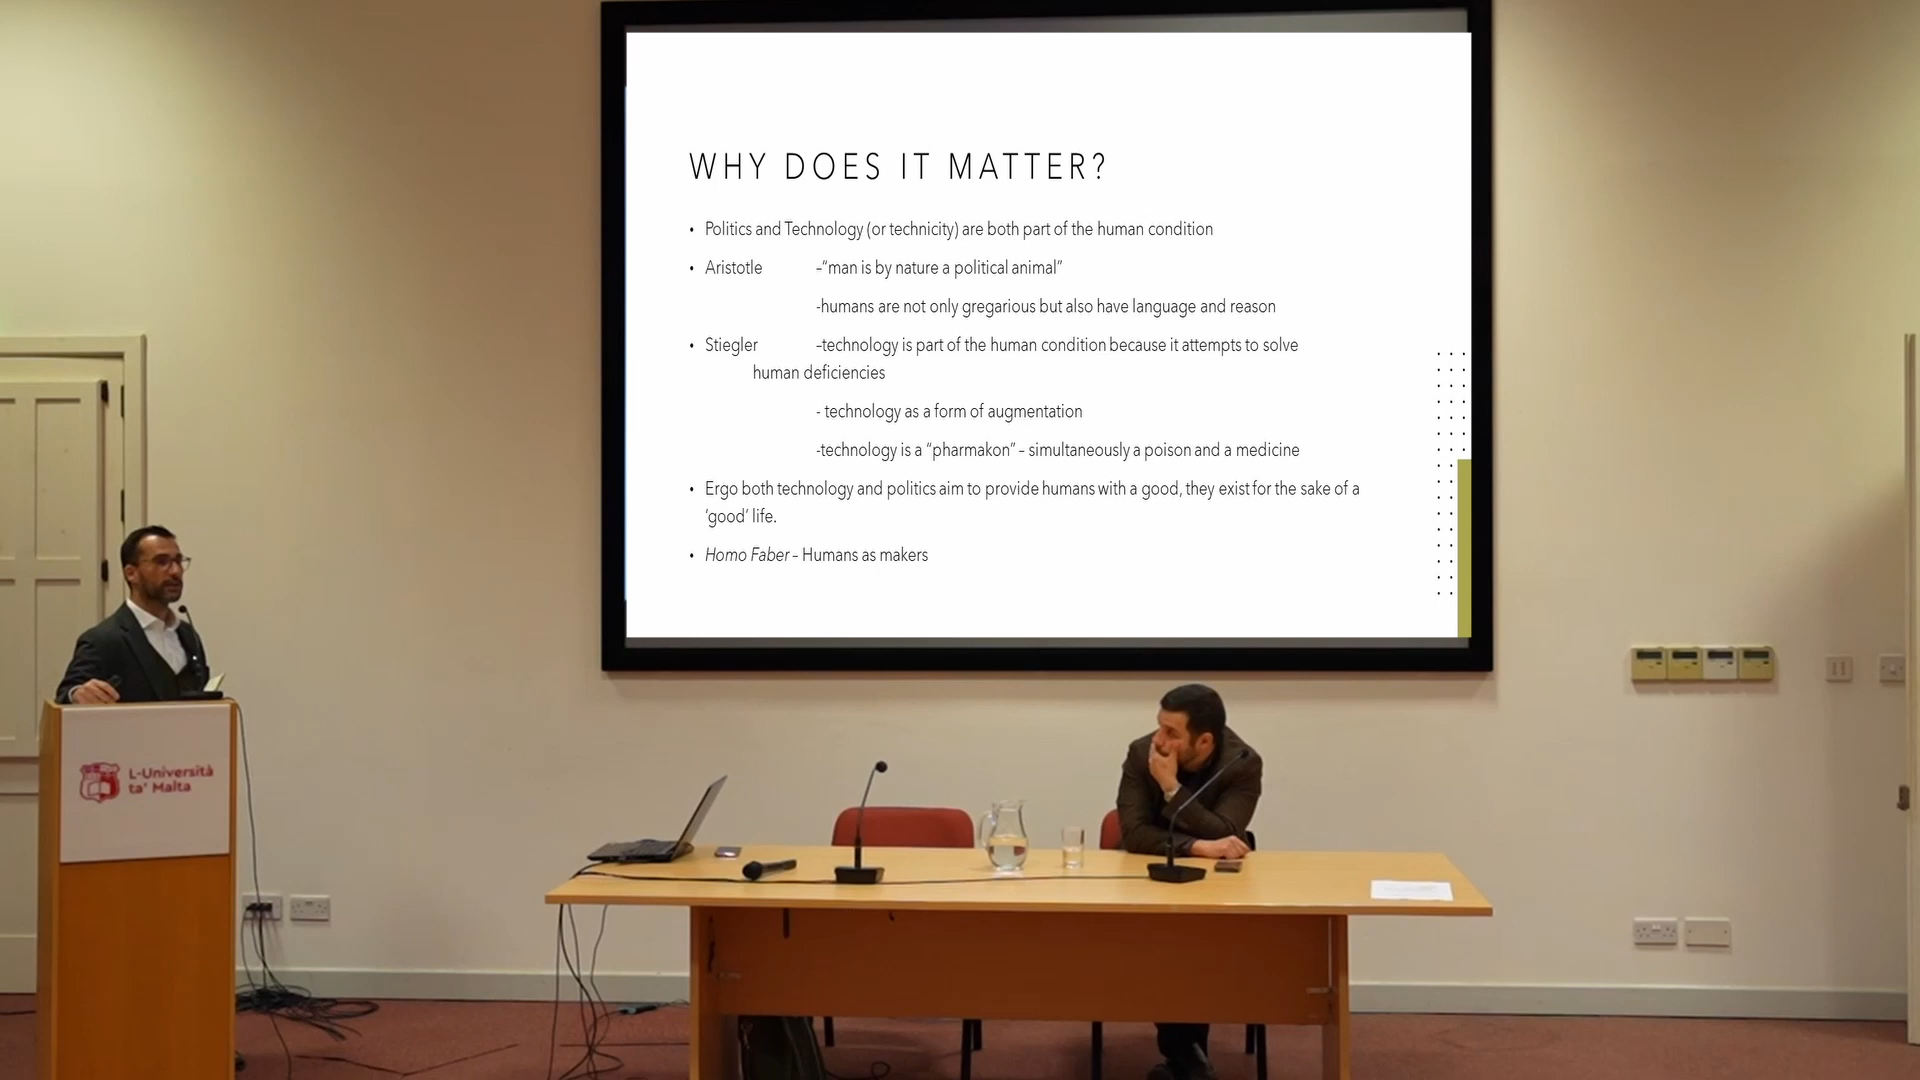 WHY DOES IT MATTER?
• Politics and Technology (or technicity) are both part of the human condition
• Aristotle –“man is by nature a political animal”
-humans are not only gregarious but also have language and reason
• Stiegler –technology is part of the human condition because it attempts to solve
human deficiencies
- technology as a form of augmentation
-technology is a “pharmakon” – simultaneously a poison and a medicine
• Ergo both technology and politics aim to provide humans with a good, they exist for the sake of a
‘good’ life.
• Homo Faber – Humans as makers
L-Università
ta' Malta